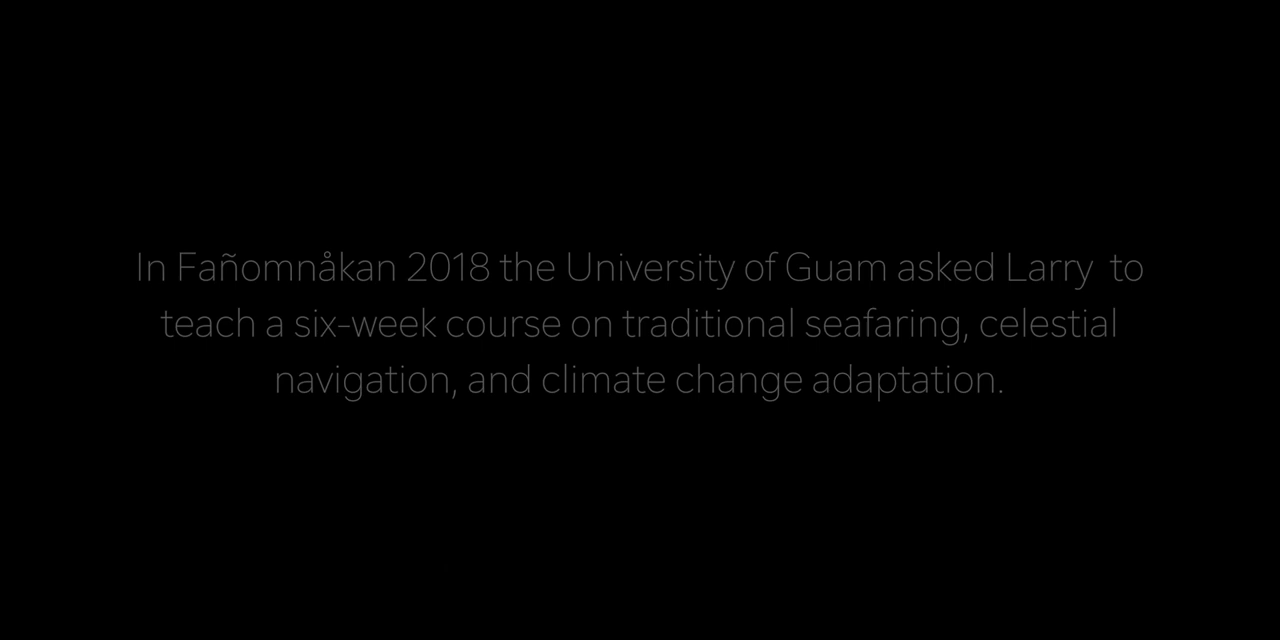 In Fañomnåkan 2018 the University of Guam asked Larry  to
teach a six-week course on traditional seafaring, celestial
navigation, and climate change adaptation.